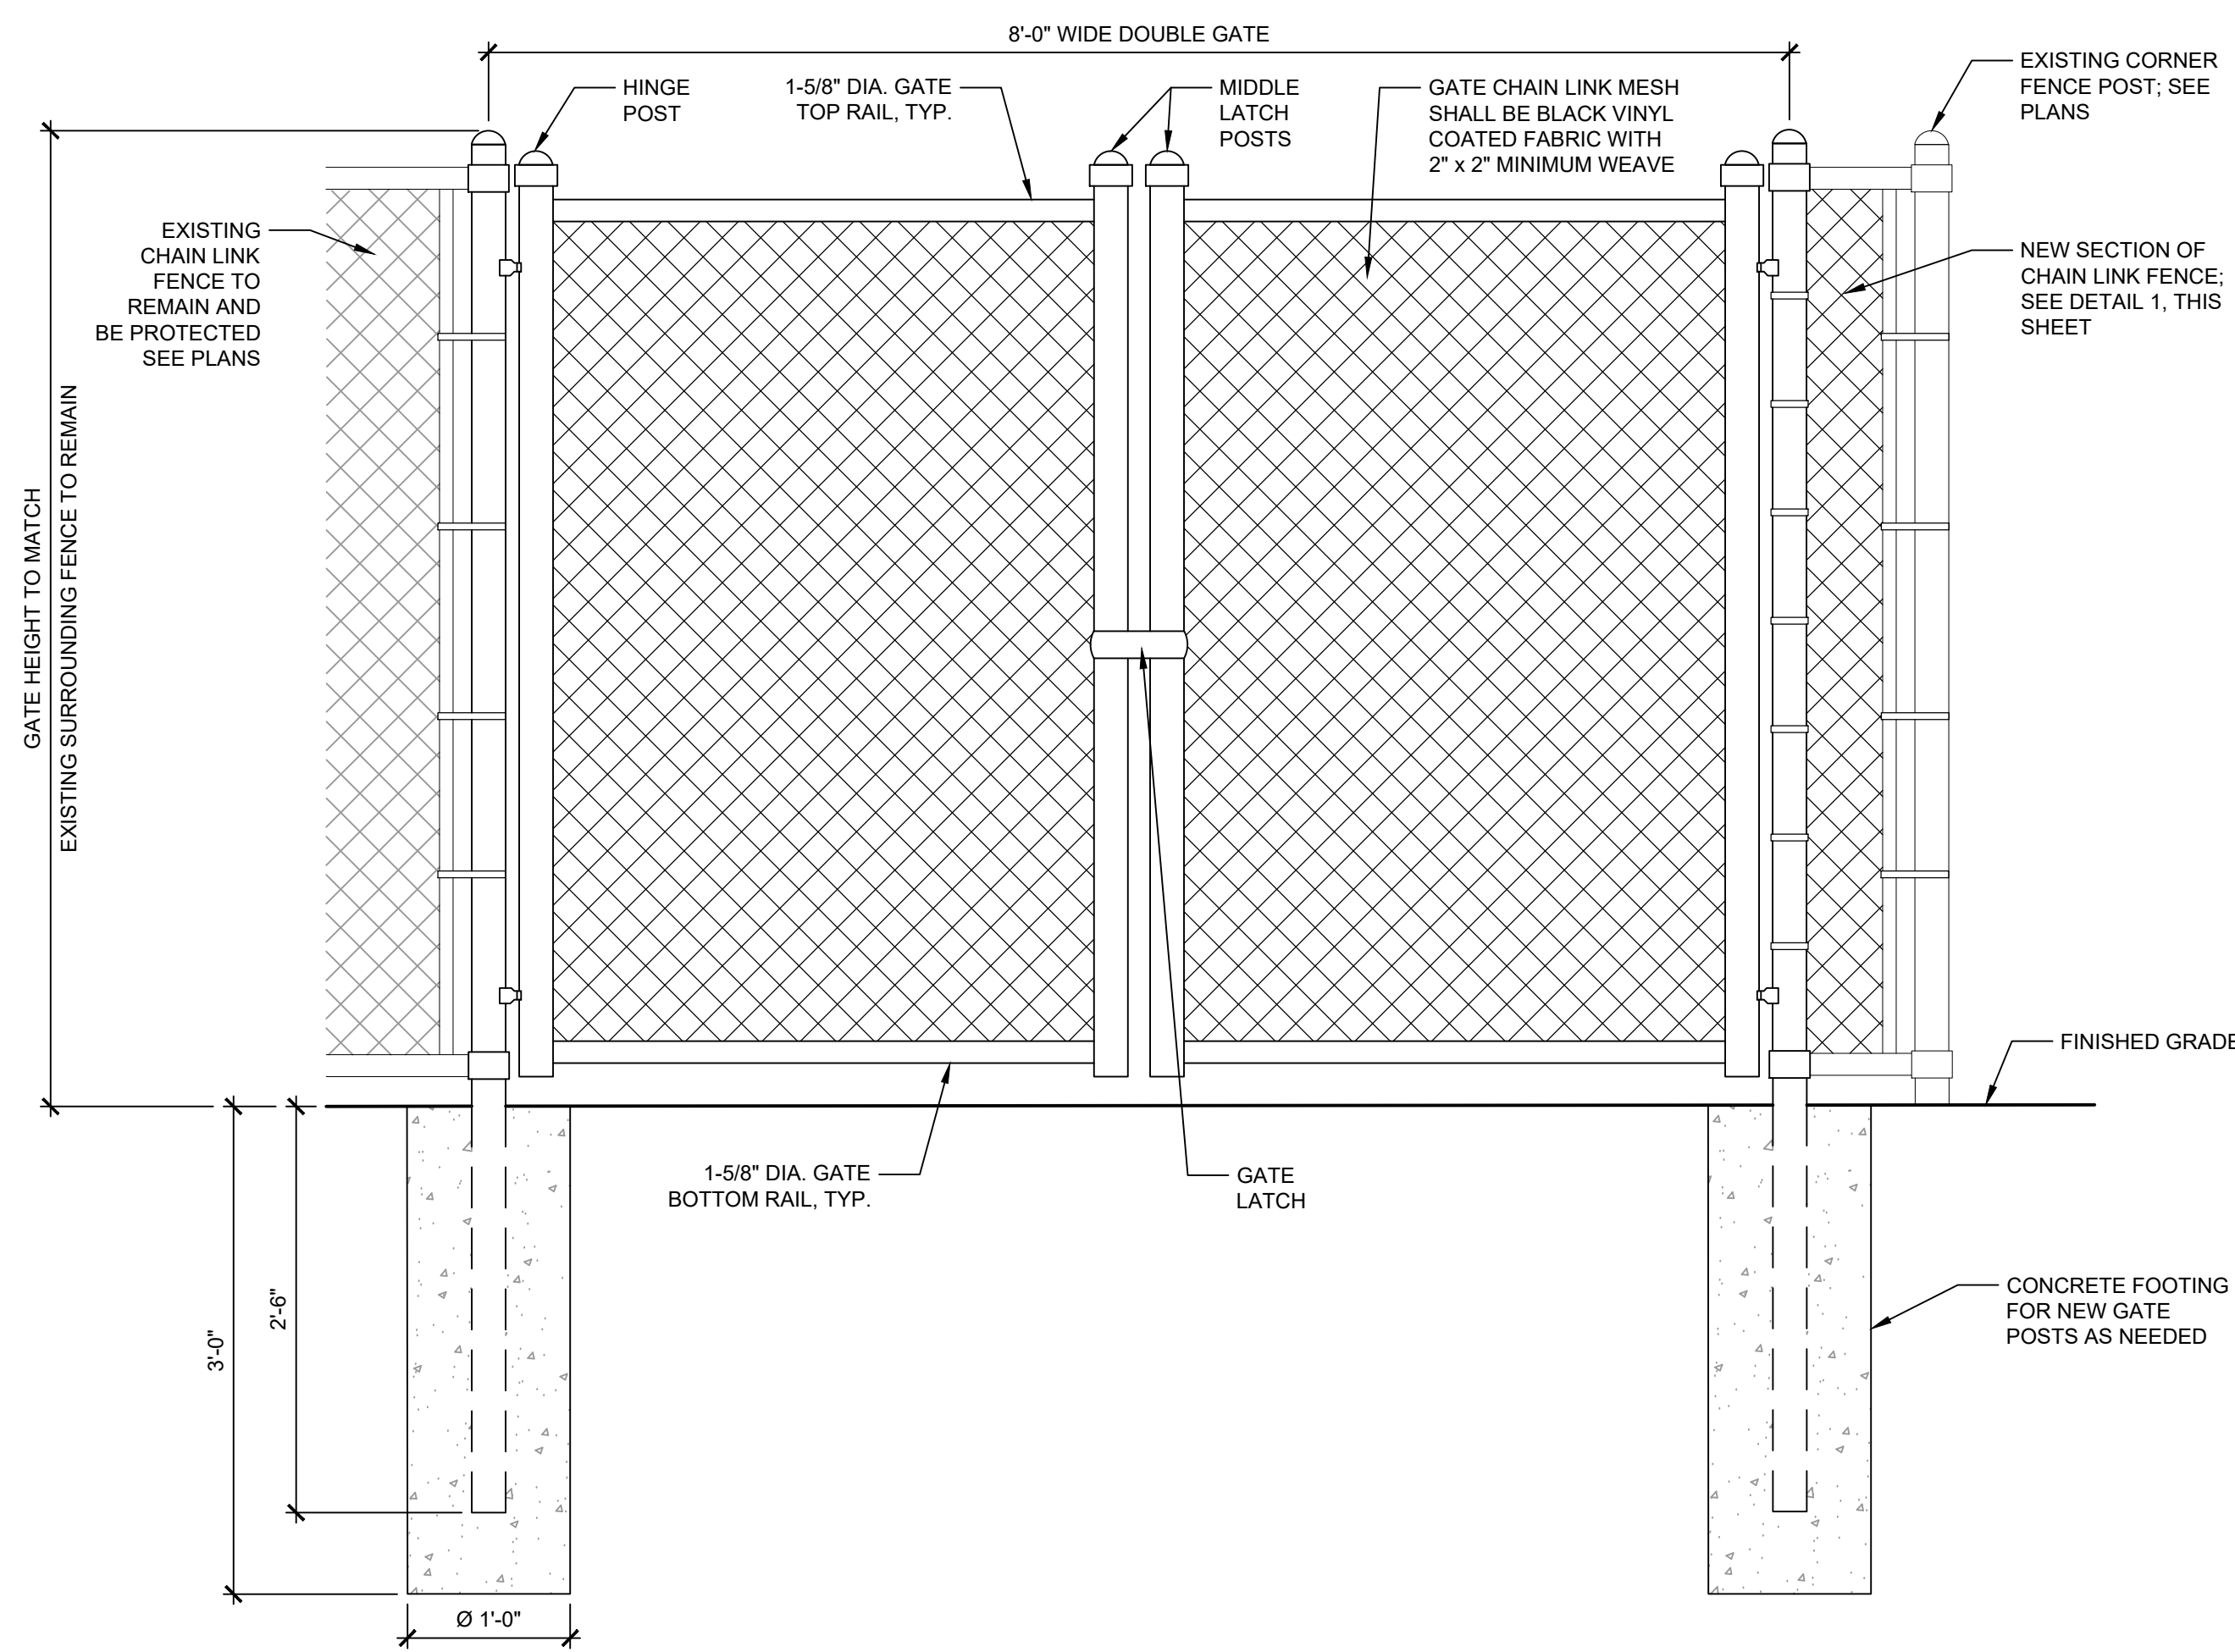 8'-0" WIDE DOUBLE GATE
HINGE
POST
1-5/8" DIA. GATE
TOP RAIL, TYP.
MIDDLE
LATCH
POSTS
GATE CHAIN LINK MESH
SHALL BE BLACK VINYL
COATED FABRIC WITH
2" x 2" MINIMUM WEAVE
EXISTING CORNER
FENCE POST; SEE
PLANS
EXISTING
CHAIN LINK
FENCE TO
REMAIN AND
BE PROTECTED
SEE PLANS
NEW SECTION OF
CHAIN LINK FENCE;
SEE DETAIL 1, THIS
SHEET
GATE HEIGHT TO MATCH
EXISTING SURROUNDING FENCE TO REMAIN
FINISHED GRADE
1-5/8" DIA. GATE
BOTTOM RAIL, TYP.
GATE
LATCH
2'-6"
3'-0"
CONCRETE FOOTING
FOR NEW GATE
POSTS AS NEEDED
Ø 1'-0"